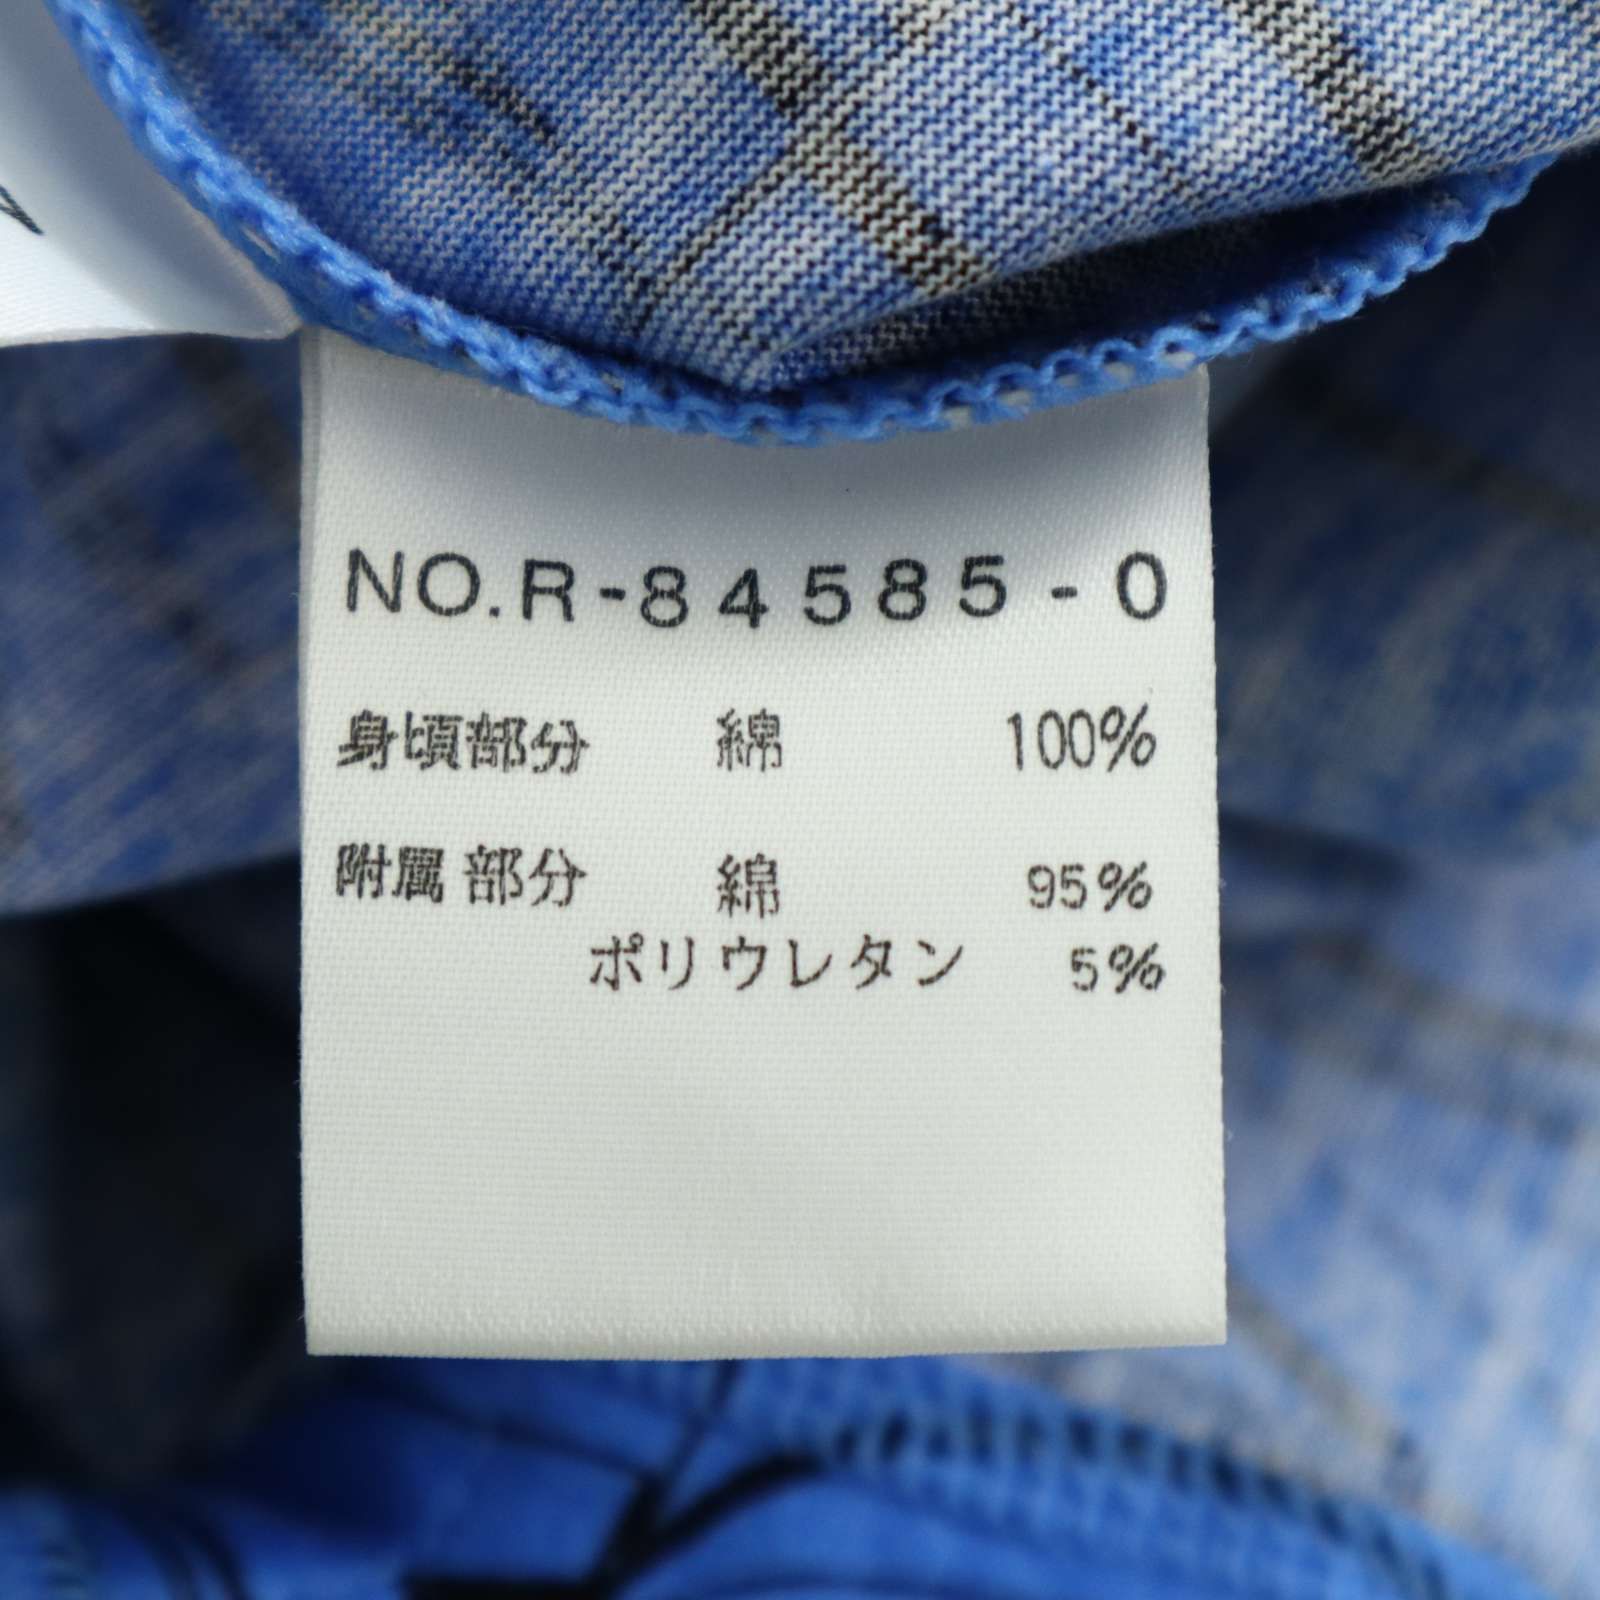 NO.R-84585-0
身頃部分 綿 100%
附属部分 綿 95%
ポリウレタン 5%